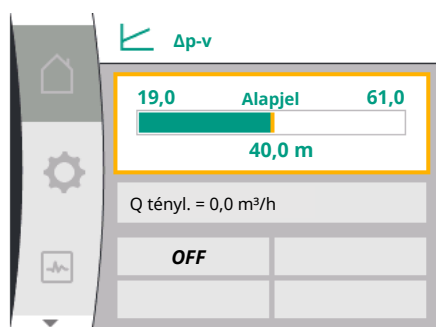 Δp-v
19,0 Alapjel 61,0
40,0 m
Q tényl. = 0,0 m³/h
OFF